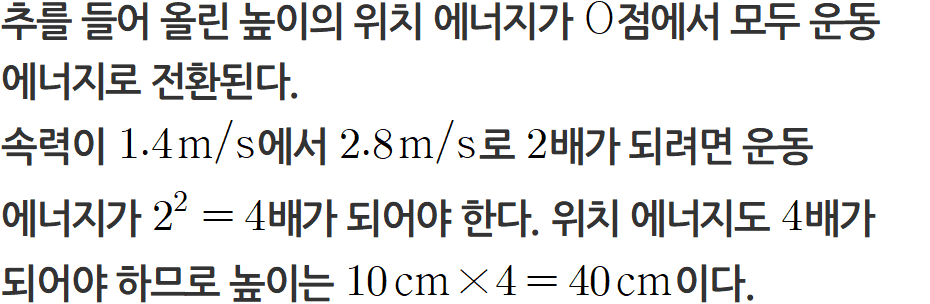 추를 들어 올린 높이의 위치 에너지가 O점에서 모두 운동
에너지로 전환된다.
속력이 1.4 m/s에서 2.8 m/s로 2배가 되려면 운동
에너지가 2² = 4배가 되어야 한다. 위치 에너지도 4배가
되어야 하므로 높이는 10 cm × 4 = 40 cm이다.